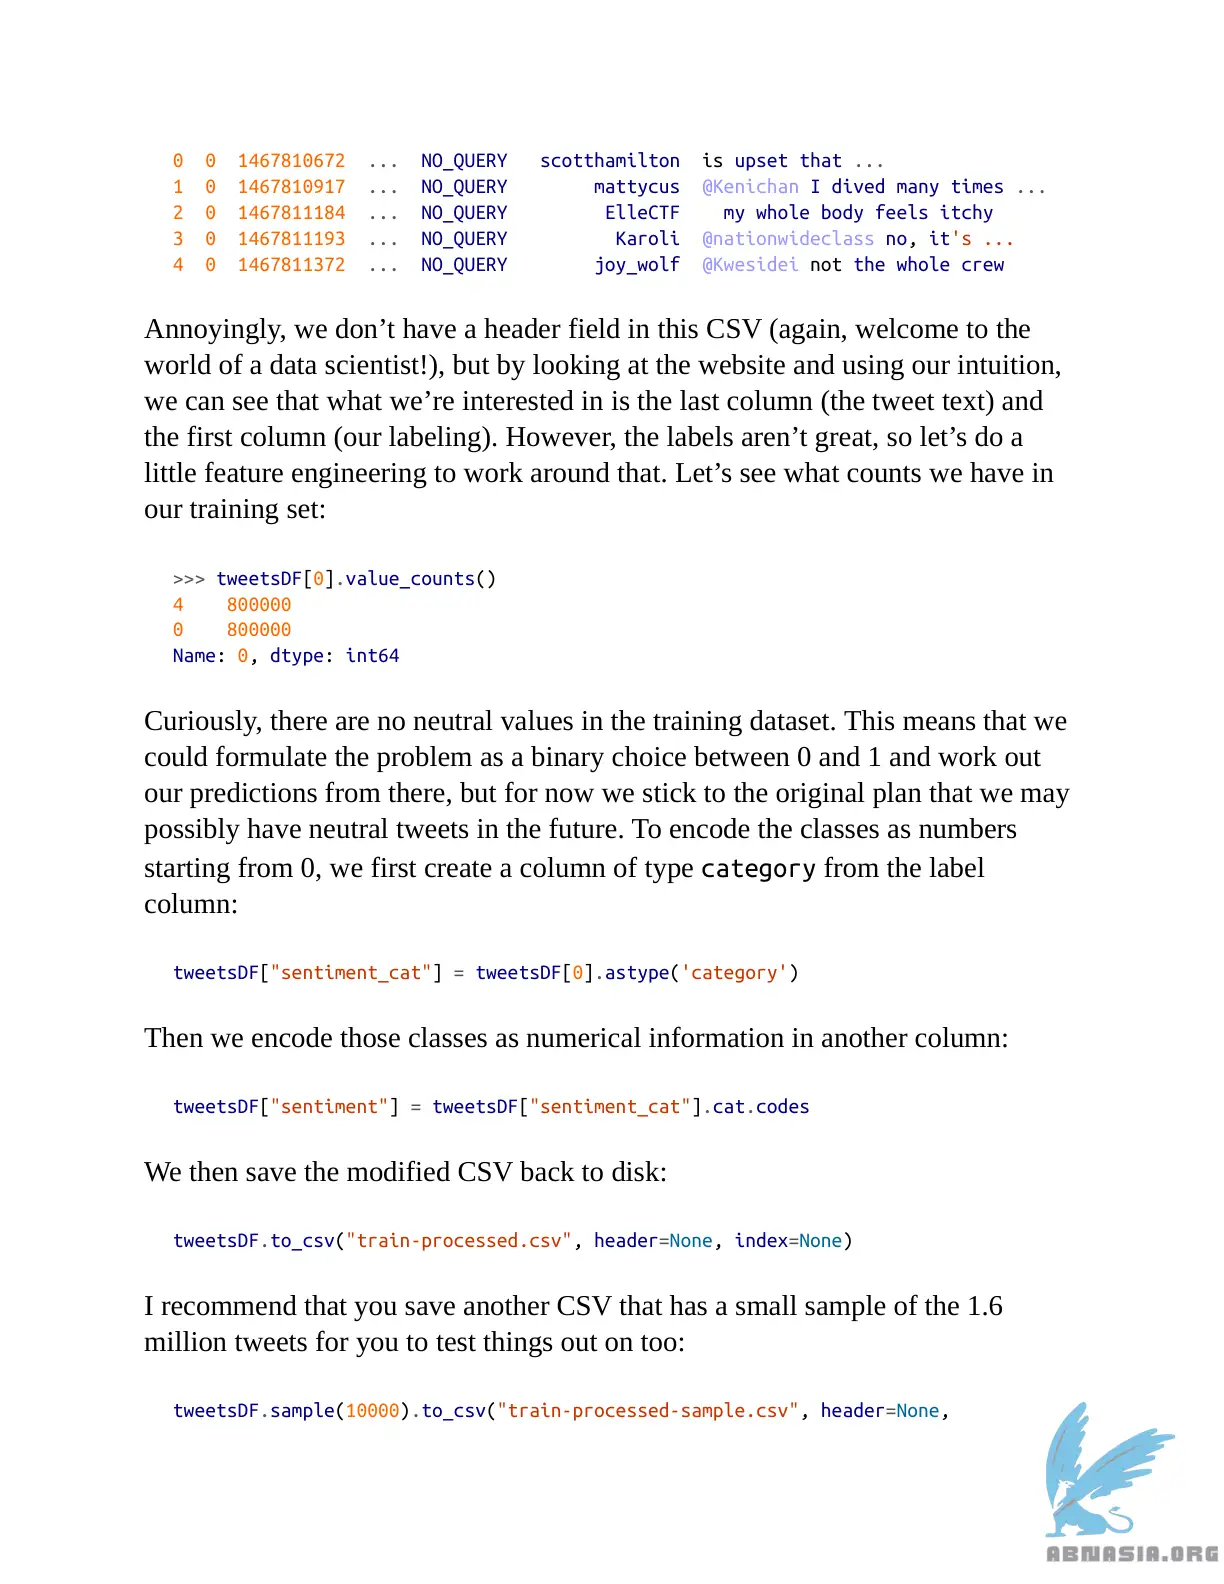 0  0  1467810672  ...  NO_QUERY   scotthamilton  is upset that ...
1  0  1467810917  ...  NO_QUERY        mattycus  @Kenichan I dived many times ...
2  0  1467811184  ...  NO_QUERY         ElleCTF    my whole body feels itchy
3  0  1467811193  ...  NO_QUERY          Karoli  @nationwideclass no, it's ...
4  0  1467811372  ...  NO_QUERY        joy_wolf  @Kwesidei not the whole crew
Annoyingly, we don’t have a header field in this CSV (again, welcome to the
world of a data scientist!), but by looking at the website and using our intuition,
we can see that what we’re interested in is the last column (the tweet text) and
the first column (our labeling). However, the labels aren’t great, so let’s do a
little feature engineering to work around that. Let’s see what counts we have in
our training set:
>>> tweetsDF[0].value_counts()
4    800000
0    800000
Name: 0, dtype: int64
Curiously, there are no neutral values in the training dataset. This means that we
could formulate the problem as a binary choice between 0 and 1 and work out
our predictions from there, but for now we stick to the original plan that we may
possibly have neutral tweets in the future. To encode the classes as numbers
starting from 0, we first create a column of type category from the label
column:
tweetsDF["sentiment_cat"] = tweetsDF[0].astype('category')
Then we encode those classes as numerical information in another column:
tweetsDF["sentiment"] = tweetsDF["sentiment_cat"].cat.codes
We then save the modified CSV back to disk:
tweetsDF.to_csv("train-processed.csv", header=None, index=None)
I recommend that you save another CSV that has a small sample of the 1.6
million tweets for you to test things out on too:
tweetsDF.sample(10000).to_csv("train-processed-sample.csv", header=None,
ABNASIA.ORG